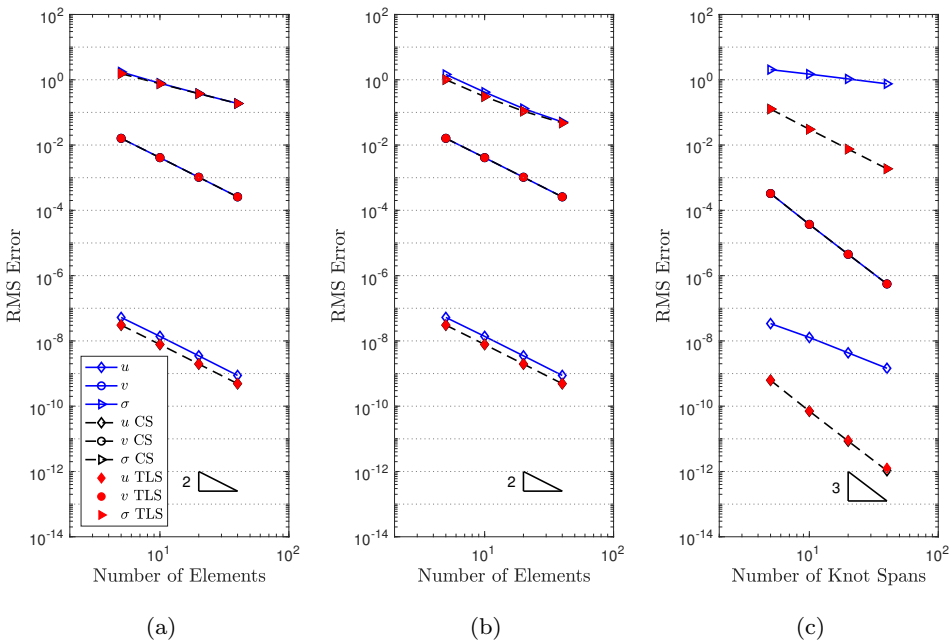 10^2
10^0
10^-2
10^-4
10^-6
10^-8
10^-10
10^-12
10^-14
RMS Error
u
v
σ
u CS
v CS
σ CS
u TLS
v TLS
σ TLS
2
10^1
10^2
Number of Elements
(a)
10^2
10^0
10^-2
10^-4
10^-6
10^-8
10^-10
10^-12
10^-14
RMS Error
2
10^1
10^2
Number of Elements
(b)
10^2
10^0
10^-2
10^-4
10^-6
10^-8
10^-10
10^-12
10^-14
RMS Error
3
10^1
10^2
Number of Knot Spans
(c)